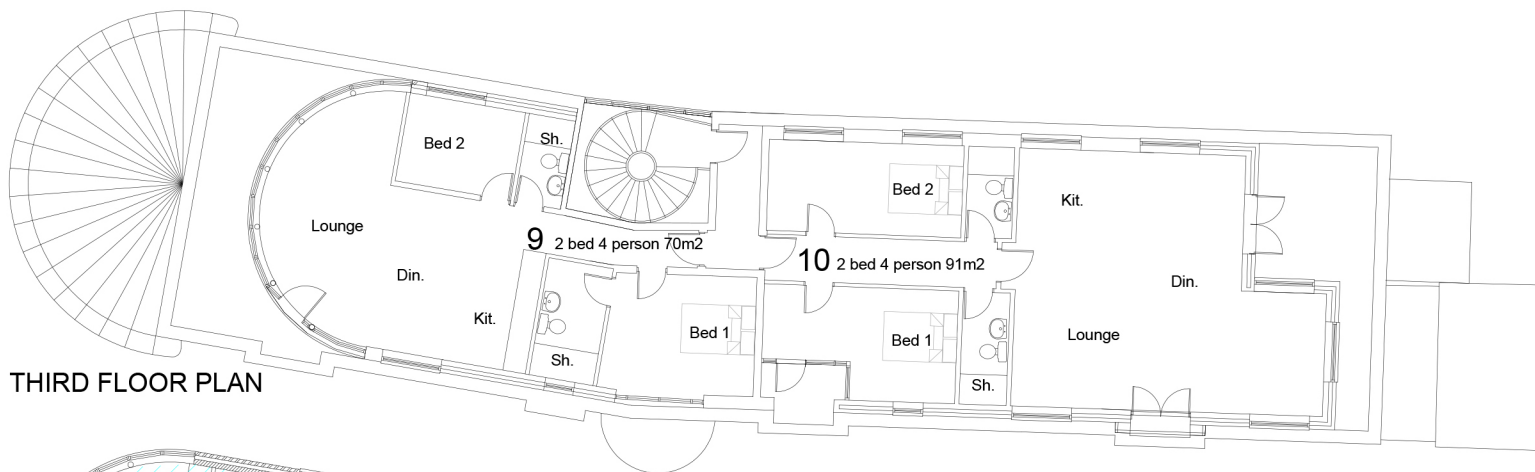 Bed 2
Sh.
Lounge
Din.
Kit.
9 2 bed 4 person 70m2
Sh.
Bed 1
Bed 2
10 2 bed 4 person 91m2
Bed 1
Sh.
Kit.
Din.
Lounge
THIRD FLOOR PLAN